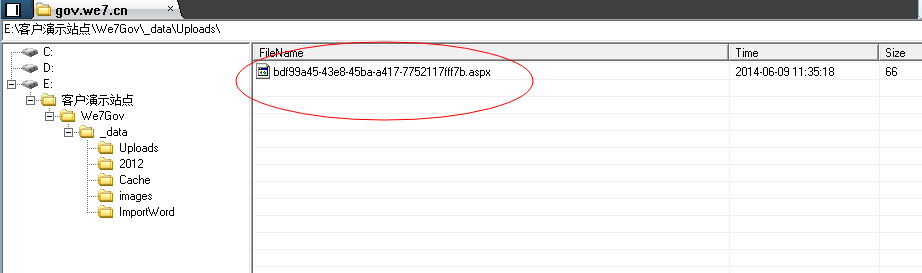 gov.we7.cn ×
E:\客户演示站点\We7Gov\_data\Uploads\
FileName Time Size
C: bdf99a45-43e8-45ba-a417-7752117fff7b.aspx 2014-06-09 11:35:18 66
D:
E:
客户演示站点
We7Gov
_data
Uploads
2012
Cache
images
ImportWord